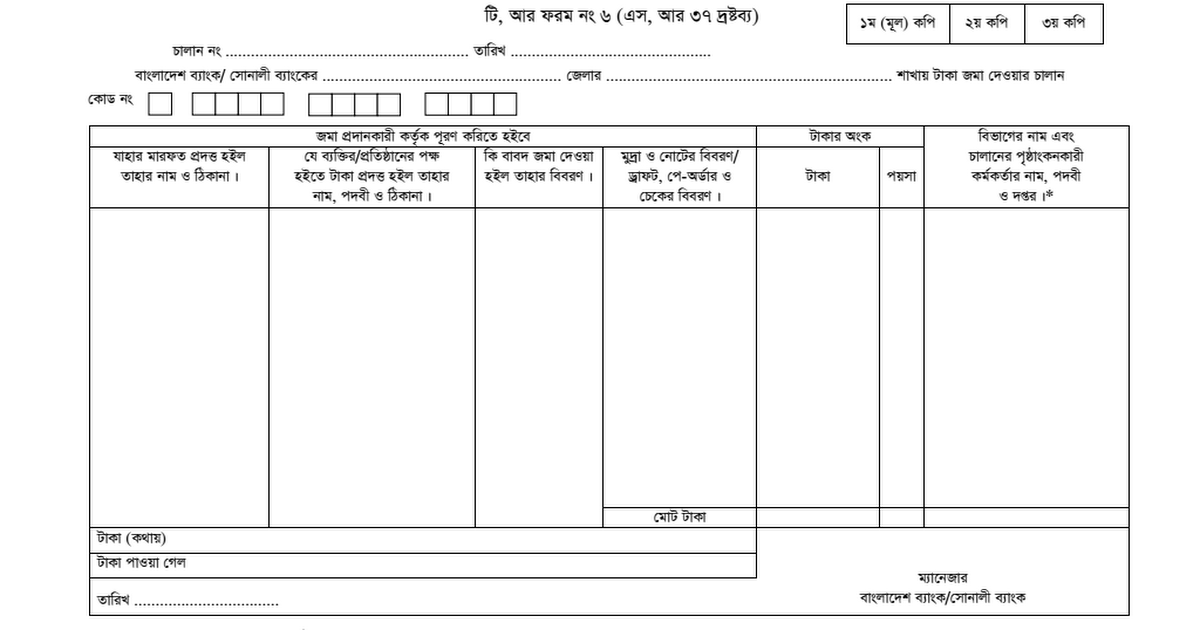 টি, আর ফরম নং ৬ (এস, আর ৩৭ দ্রষ্টব্য)
১ম (মূল) কপি ২য় কপি ৩য় কপি
চালান নং ......................................................... তারিখ ...............................................
বাংলাদেশ ব্যাংক/ সোনালী ব্যাংকের ......................................................... জেলার .................................................................... শাখায় টাকা জমা দেওয়ার চালান
কোড নং
জমা প্রদানকারী কর্তৃক পূরণ করিতে হইবে
টাকার অংক
বিভাগের নাম এবং
চালানের পৃষ্ঠাংকনকারী
কর্মকর্তার নাম, পদবী
ও দপ্তর ।*
যাহার মারফত প্রদত্ত হইল
তাহার নাম ও ঠিকানা ।
যে ব্যক্তির/প্রতিষ্ঠানের পক্ষ
হইতে টাকা প্রদত্ত হইল তাহার
নাম, পদবী ও ঠিকানা ।
কি বাবদ জমা দেওয়া
হইল তাহার বিবরণ ।
মুদ্রা ও নোটের বিবরণ/
ড্রাফট, পে-অর্ডার ও
চেকের বিবরণ ।
টাকা
পয়সা
মোট টাকা
টাকা (কথায়)
টাকা পাওয়া গেল
তারিখ ..................................
ম্যানেজার
বাংলাদেশ ব্যাংক/সোনালী ব্যাংক